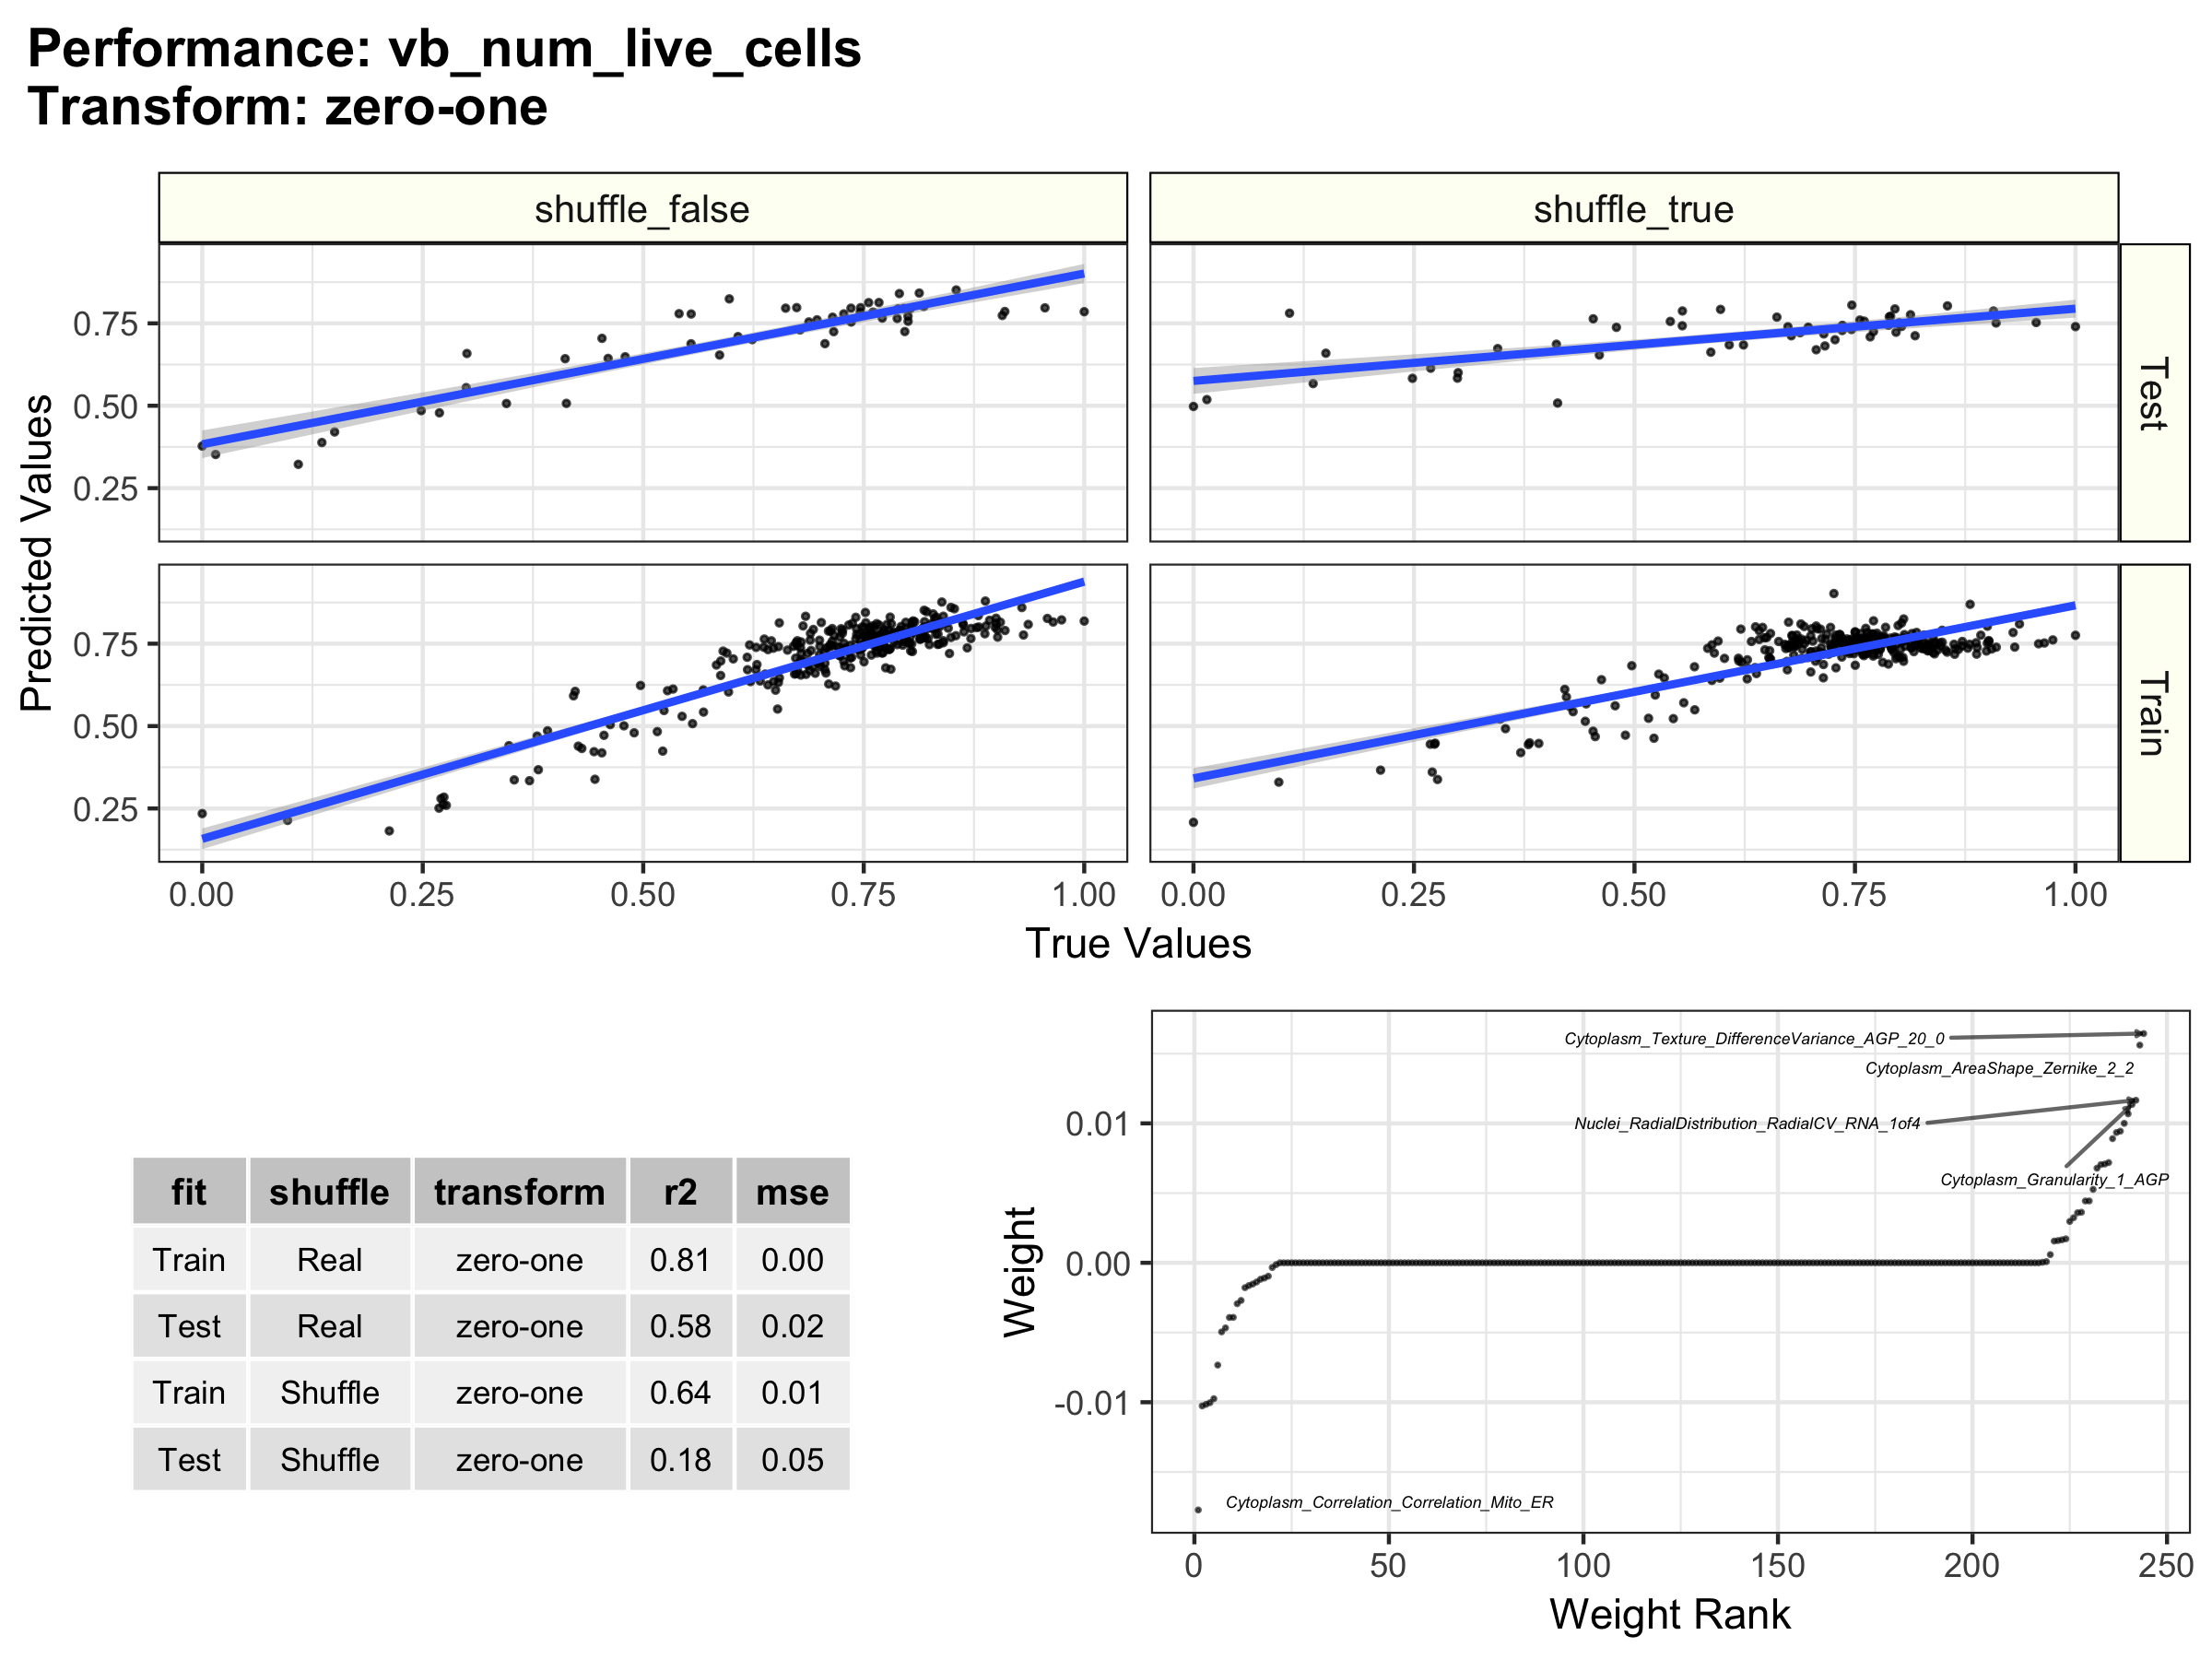 Performance: vb_num_live_cells
Transform: zero-one
shuffle_false
shuffle_true
Predicted Values
0.75
0.50
0.25
Test
0.75
0.50
0.25
Train
0.00 0.25 0.50 0.75 1.00
0.00 0.25 0.50 0.75 1.00
True Values
fit shuffle transform r2 mse
Train Real zero-one 0.81 0.00
Test Real zero-one 0.58 0.02
Train Shuffle zero-one 0.64 0.01
Test Shuffle zero-one 0.18 0.05
Weight
0.01
0.00
-0.01
Cytoplasm_Texture_DifferenceVariance_AGP_20_0
Cytoplasm_AreaShape_Zernike_2_2
Nuclei_RadialDistribution_RadialCV_RNA_1of4
Cytoplasm_Granularity_1_AGP
Cytoplasm_Correlation_Correlation_Mito_ER
0 50 100 150 200 250
Weight Rank